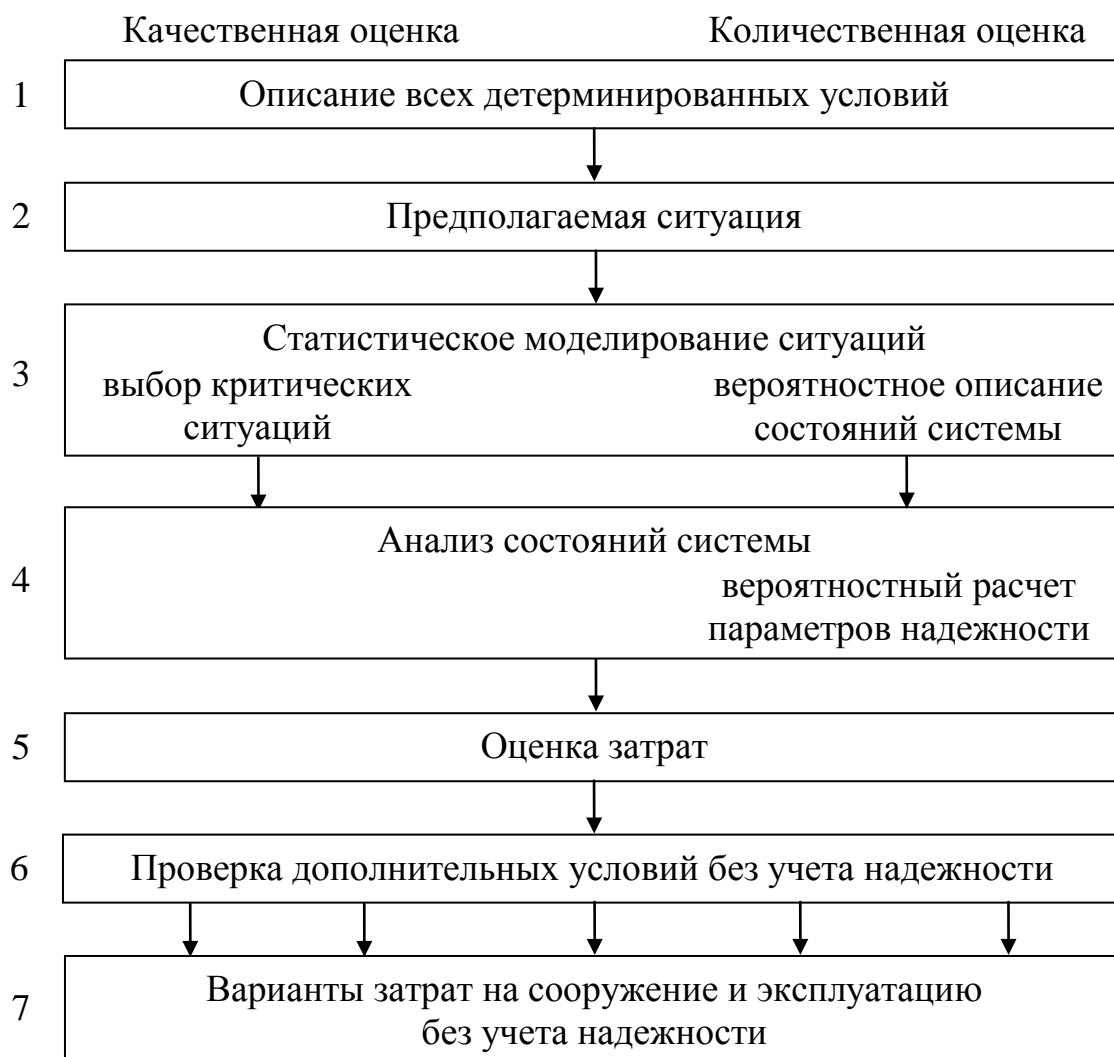 Качественная оценка Количественная оценка
1 Описание всех детерминированных условий
2 Предполагаемая ситуация
Статистическое моделирование ситуаций
3 выбор критических вероятностное описание
ситуаций состояний системы
Анализ состояний системы
4 вероятностный расчет
параметров надежности
5 Оценка затрат
6 Проверка дополнительных условий без учета надежности
7 Варианты затрат на сооружение и эксплуатацию
без учета надежности